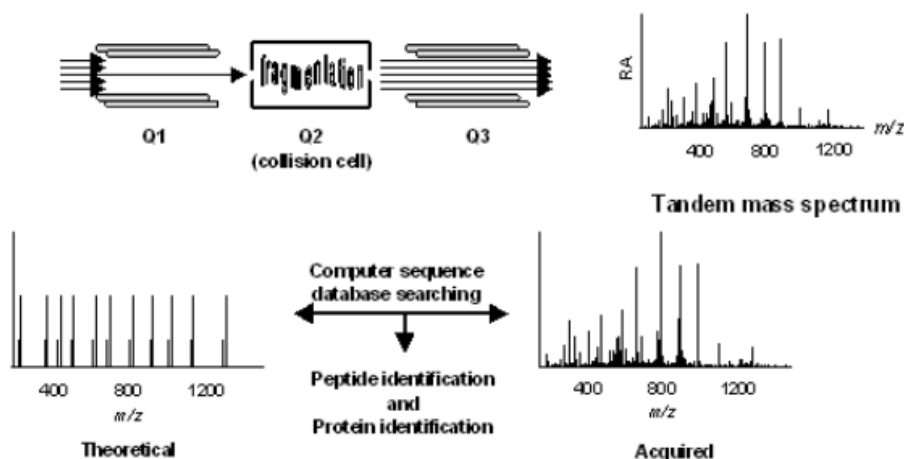 fragmentation
Q1
Q2
Q3
(collision cell)
RA
m/z
400
800
1200
Tandem mass spectrum
Computer sequence
database searching
Peptide identification
and
Protein identification
400
800
1200
m/z
Theoretical
400
800
1200
m/z
Acquired